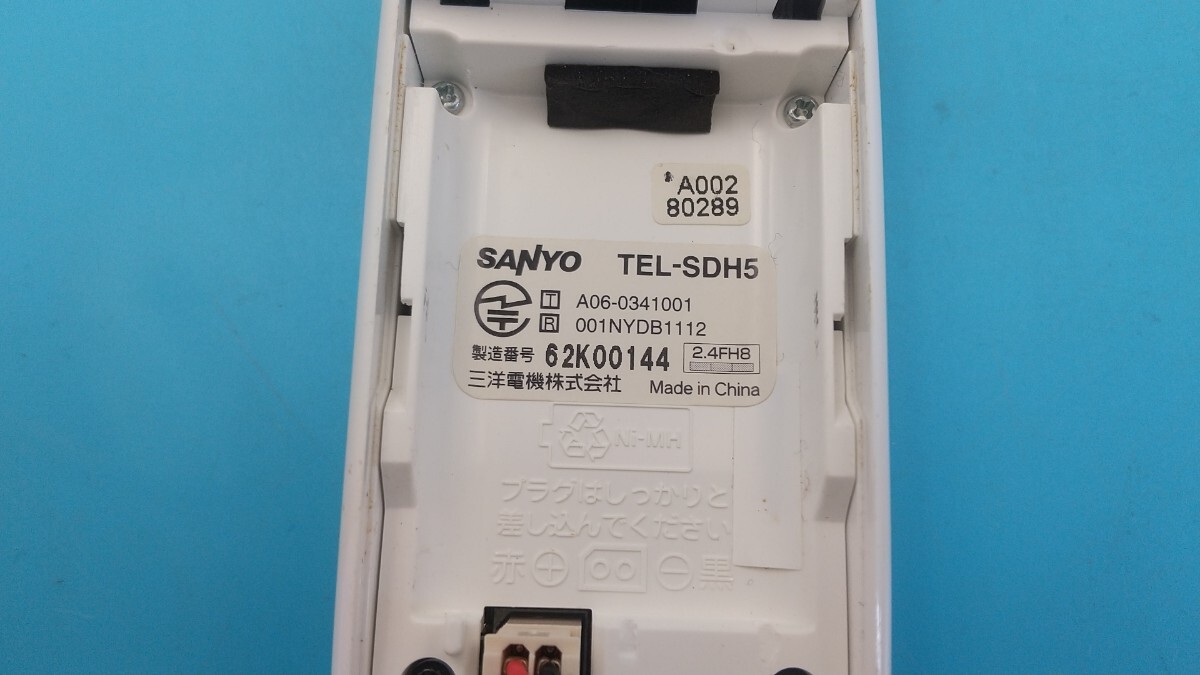 A002
80289
SANYO TEL-SDH5
T A06-0341001
R 001NYDB1112
製造番号 62K00144 2.4FH8
三洋電機株式会社 Made in China
Ni-MH
プラグはしっかりと
差し込んでください
赤 ⊕ ⊖ 黒